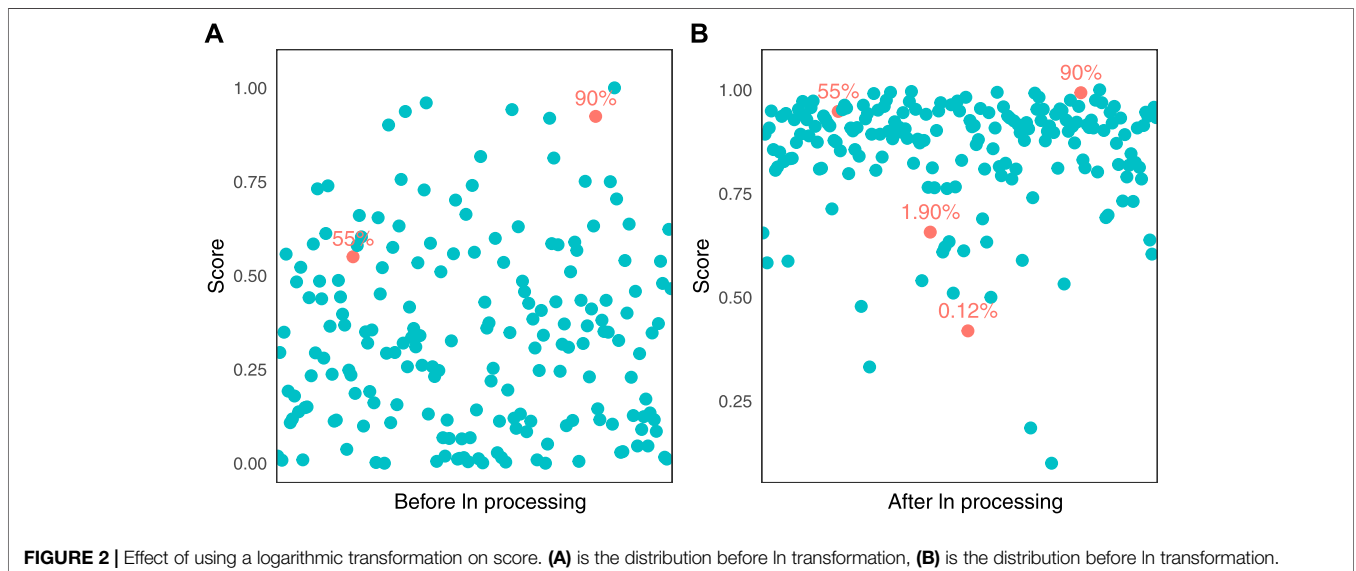 A
B
1.00
0.75
0.50
0.25
0.00
Score
90%
55%
Before ln processing
1.00
0.75
0.50
0.25
Score
55%
90%
1.90%
0.12%
After ln processing
FIGURE 2 | Effect of using a logarithmic transformation on score. (A) is the distribution before ln transformation, (B) is the distribution before ln transformation.